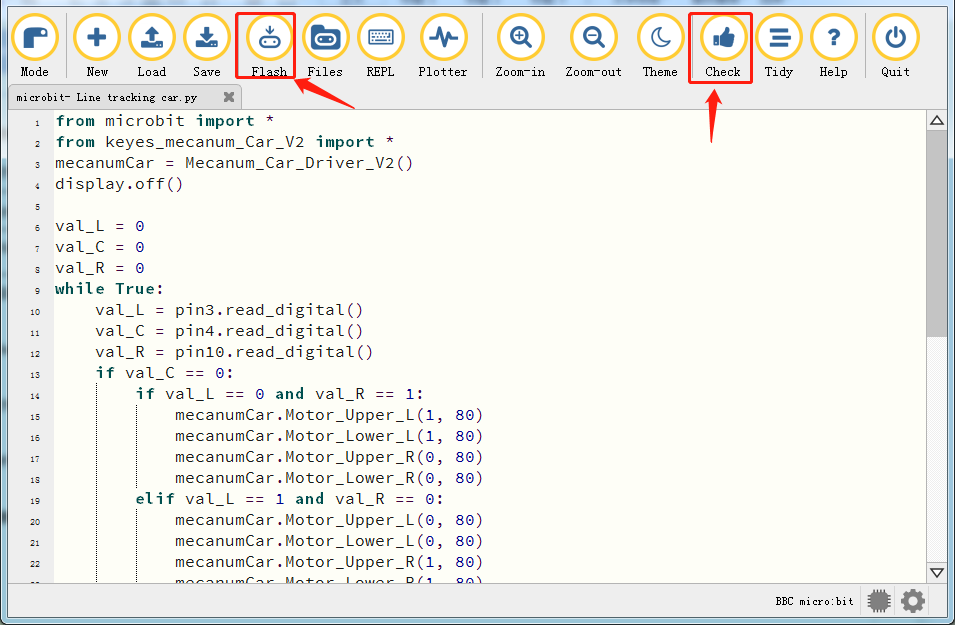 Mode New Load Save Flash Files REPL Plotter Zoom-in Zoom-out Theme Check Tidy Help Quit
microbit- Line tracking car.py
1 from microbit import *
2 from keyes_mecanum_Car_V2 import *
3 mecanumCar = Mecanum_Car_Driver_V2()
4 display.off()
5
6 val_L = 0
7 val_C = 0
8 val_R = 0
9 while True:
10 val_L = pin3.read_digital()
11 val_C = pin4.read_digital()
12 val_R = pin10.read_digital()
13 if val_C == 0:
14 if val_L == 0 and val_R == 1:
15 mecanumCar.Motor_Upper_L(1, 80)
16 mecanumCar.Motor_Lower_L(1, 80)
17 mecanumCar.Motor_Upper_R(0, 80)
18 mecanumCar.Motor_Lower_R(0, 80)
19 elif val_L == 1 and val_R == 0:
20 mecanumCar.Motor_Upper_L(0, 80)
21 mecanumCar.Motor_Lower_L(0, 80)
22 mecanumCar.Motor_Upper_R(1, 80)
mecanumCar.Motor_Lower_R(1, 80)
BBC micro:bit